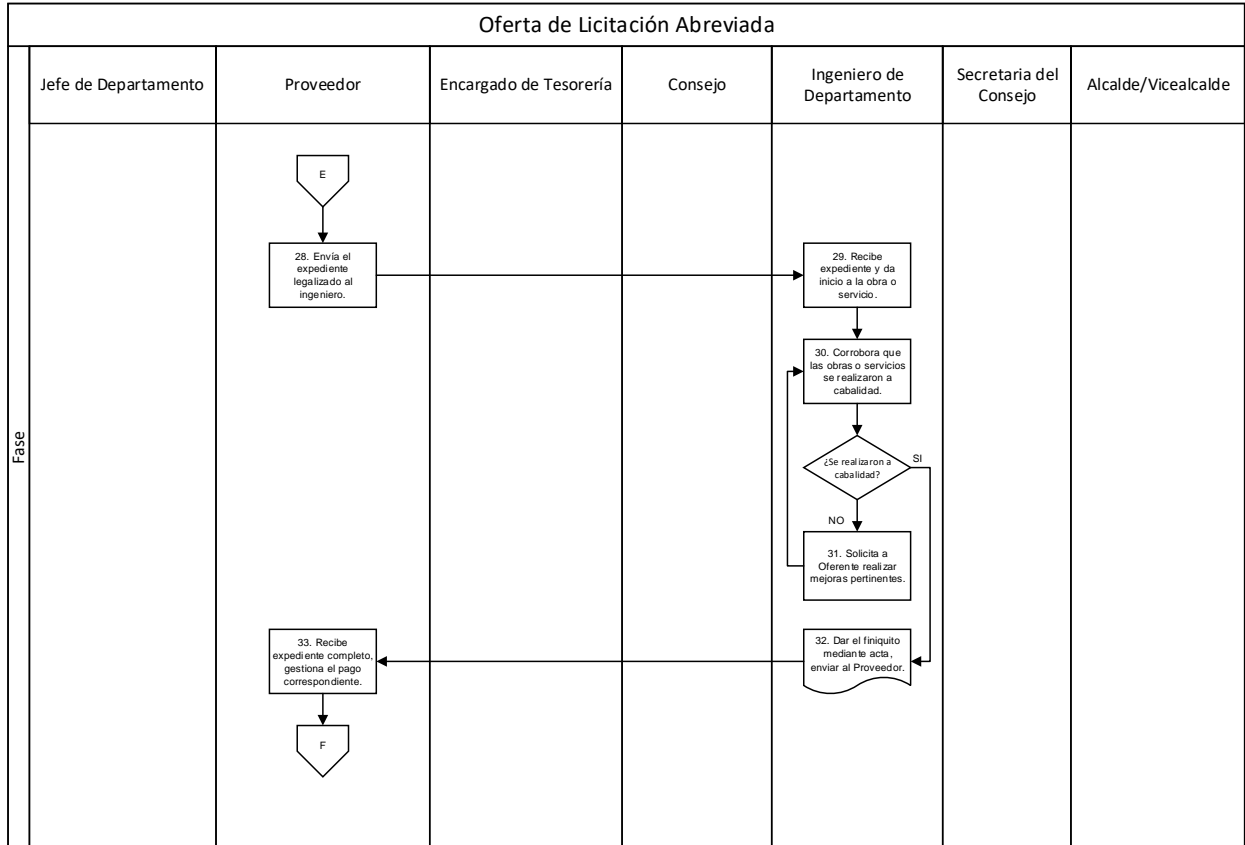 Oferta de Licitación Abreviada
Fase
Jefe de Departamento
Proveedor
Encargado de Tesorería
Consejo
Ingeniero de
Departamento
Secretaria del
Consejo
Alcalde/Vicealcalde
E
28. Envía el
expediente
legalizado al
ingeniero.
29. Recibe
expediente y da
inicio a la obra o
servicio.
30. Corrobora que
las obras o servicios
se realizaron a
cabalidad.
¿Se realizaron a
cabalidad?
SI
NO
31. Solicita a
Oferente realizar
mejoras pertinentes.
32. Dar el finiquito
mediante acta,
enviar al Proveedor.
33. Recibe
expediente completo,
gestiona el pago
correspondiente.
F